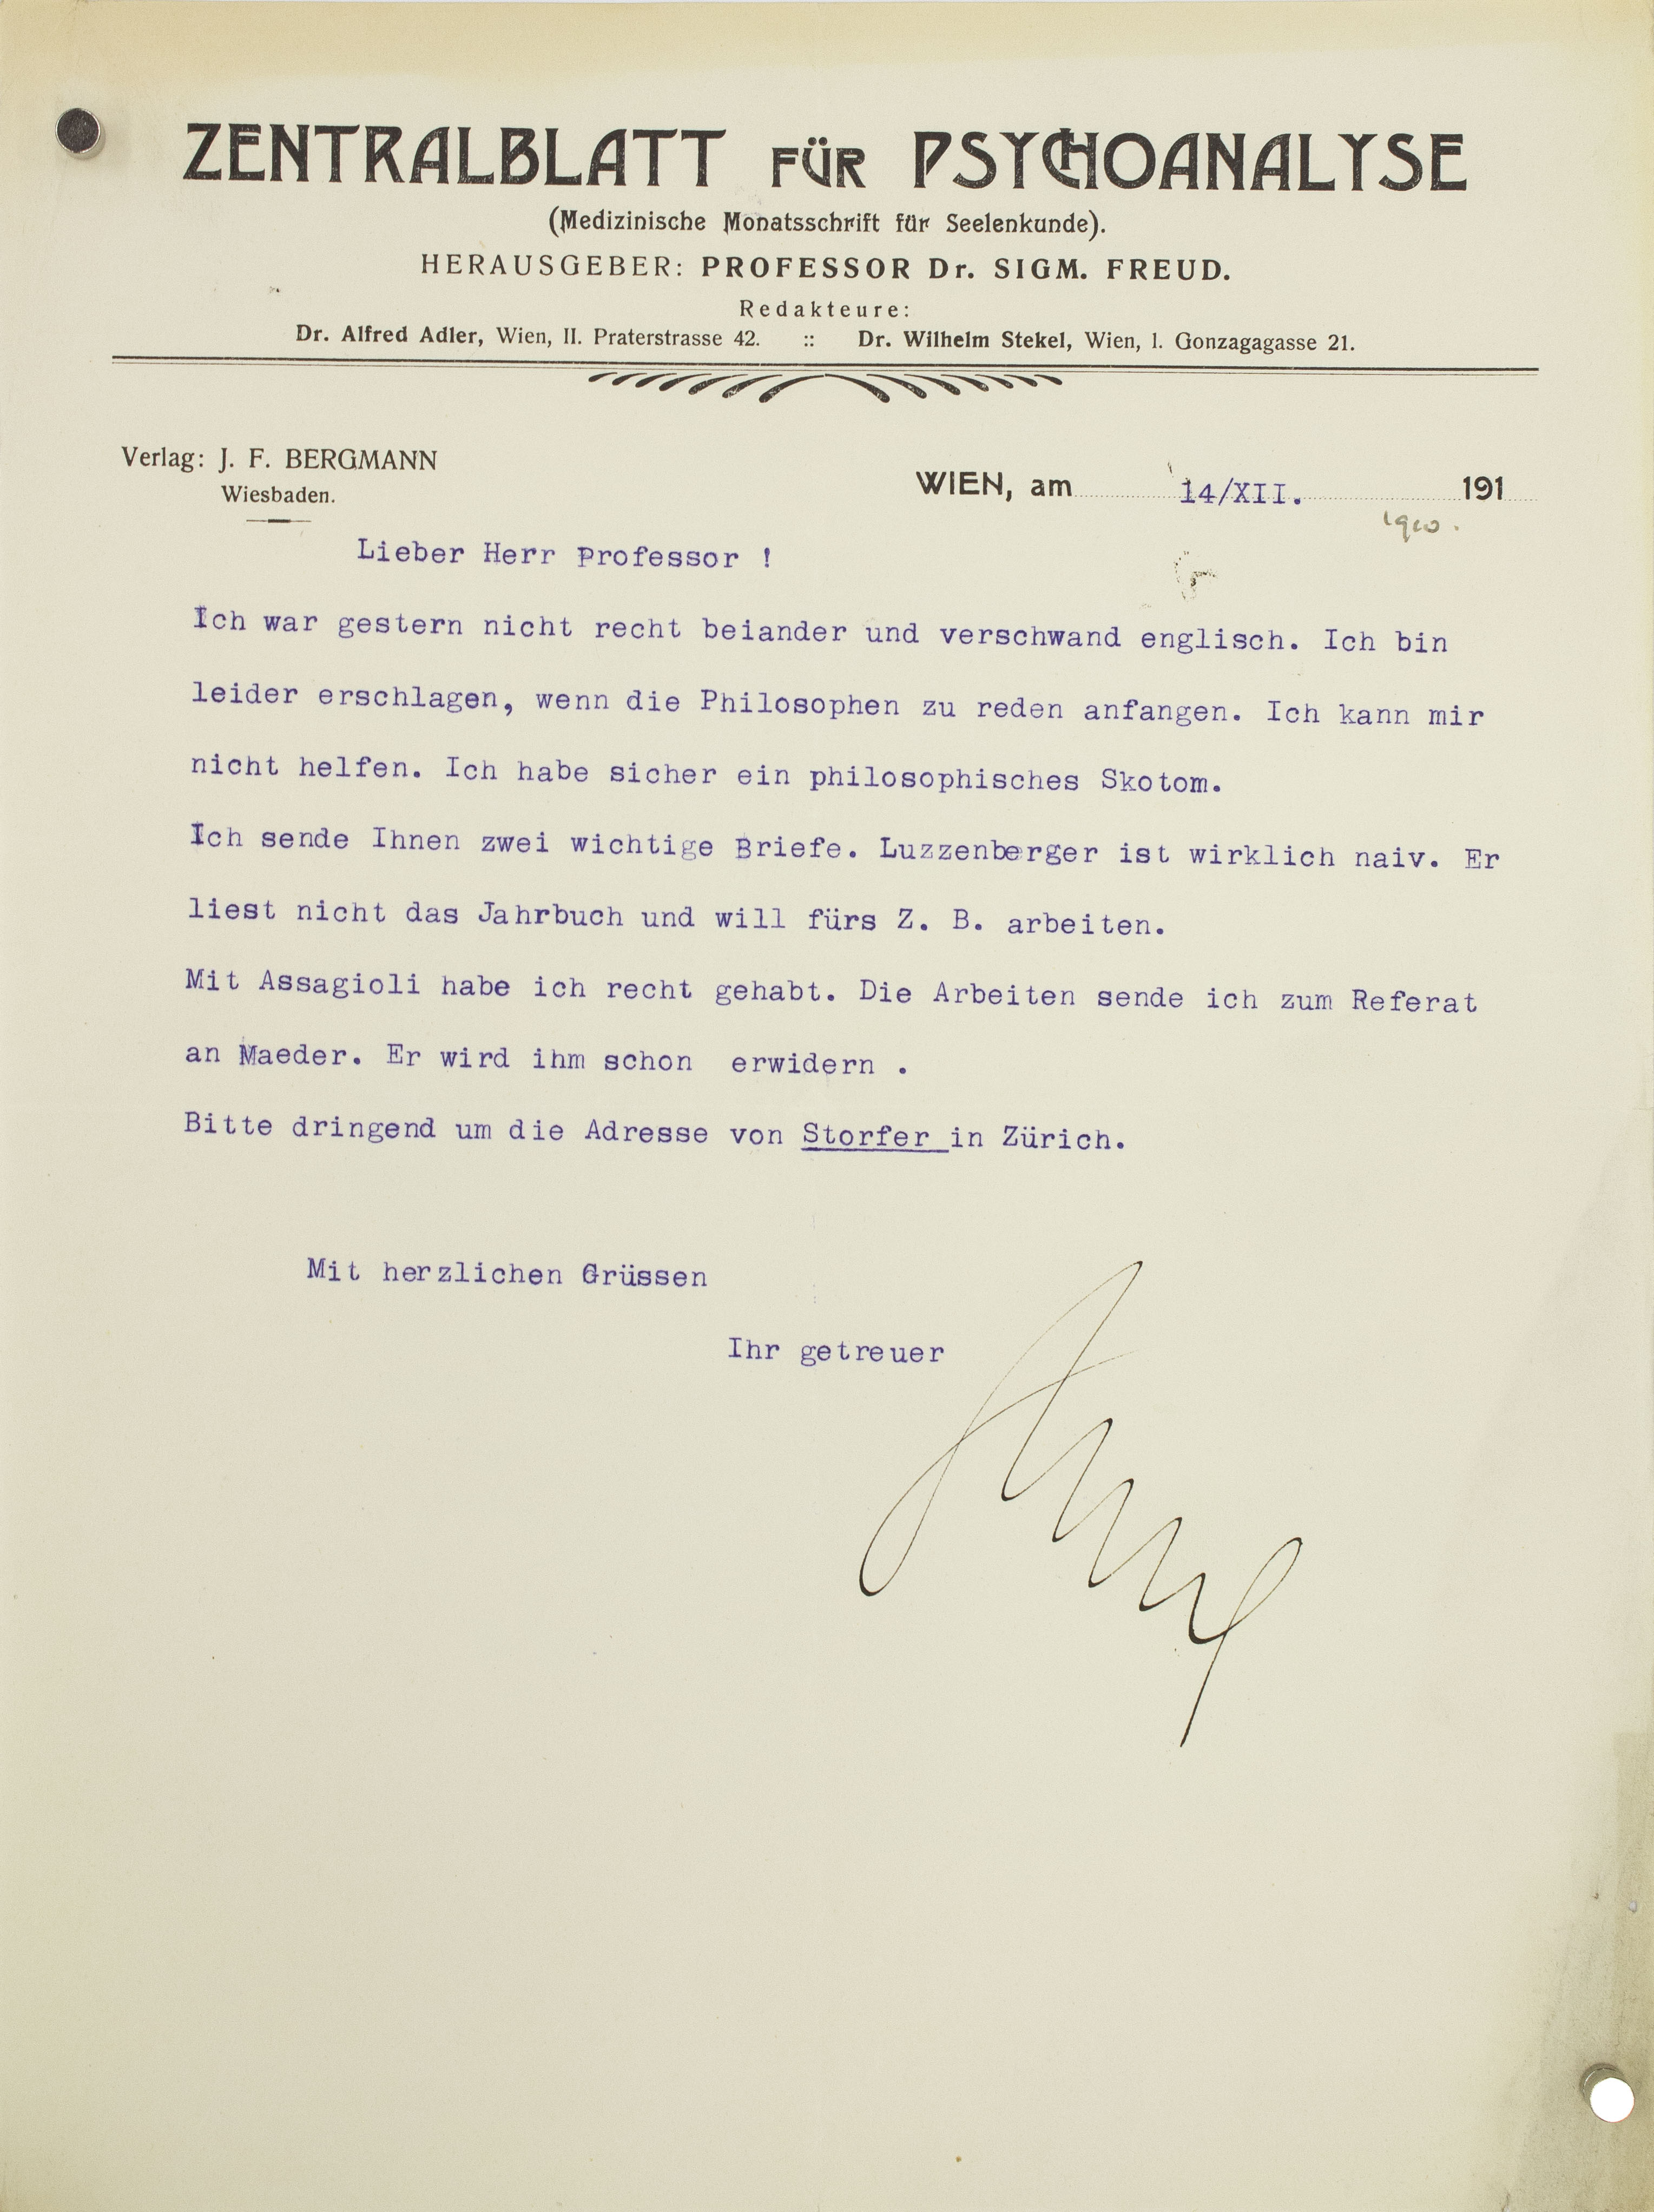 ZENTRALBLATT FÜR PSYCHOANALYSE
(Medizinische Monatsschrift für Seelenkunde).
HERAUSGEBER: PROFESSOR Dr. SIGM. FREUD.
Redakteure:
Dr. Alfred Adler, Wien, II. Praterstrasse 42. :: Dr. Wilhelm Stekel, Wien, I. Gonzagagasse 21.
Verlag: J. F. BERGMANN
Wiesbaden.
WIEN, am 14/XII. 191
1910.
Lieber Herr Professor !
Ich war gestern nicht recht beiander und verschwand englisch. Ich bin
leider erschlagen, wenn die Philosophen zu reden anfangen. Ich kann mir
nicht helfen. Ich habe sicher ein philosophisches Skotom.
Ich sende Ihnen zwei wichtige Briefe. Luzzenberger ist wirklich naiv. Er
liest nicht das Jahrbuch und will fürs Z. B. arbeiten.
Mit Assagioli habe ich recht gehabt. Die Arbeiten sende ich zum Referat
an Maeder. Er wird ihm schon erwidern .
Bitte dringend um die Adresse von Storfer in Zürich.
Mit herzlichen Grüssen
Ihr getreuer